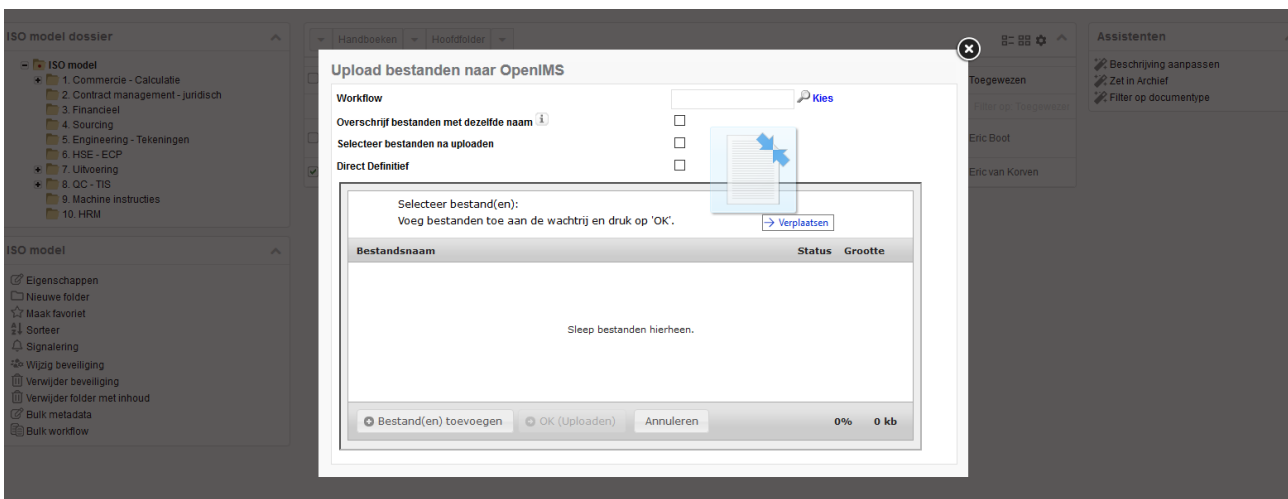 ISO model dossier
ISO model
1. Commercie - Calculatie
2. Contract management - juridisch
3. Financieel
4. Sourcing
5. Engineering - Tekeningen
6. HSE - ECP
7. Uitvoering
8. QC - TIS
9. Machine instructies
10. HRM
ISO model
Eigenschappen
Nieuwe folder
Maak favoriet
Sorteer
Signalering
Wijzig beveiliging
Verwijder beveiliging
Verwijder folder met inhoud
Bulk metadata
Bulk workflow
Handboeken
Hoofdfolder
Upload bestanden naar OpenIMS
Workflow
Kies
Overschrijf bestanden met dezelfde naam
Selecteer bestanden na uploaden
Direct Definitief
Selecteer bestand(en):
Voeg bestanden toe aan de wachtrij en druk op 'OK'.
Verplaatsen
Bestandsnaam Status Grootte
Sleep bestanden hierheen.
Bestand(en) toevoegen OK (Uploaden) Annuleren 0% 0 kb
Toegewezen
Filter op: Toegewezen
Eric Boot
Eric van Korven
Assistenten
Beschrijving aanpassen
Zet in Archief
Filter op documenttype